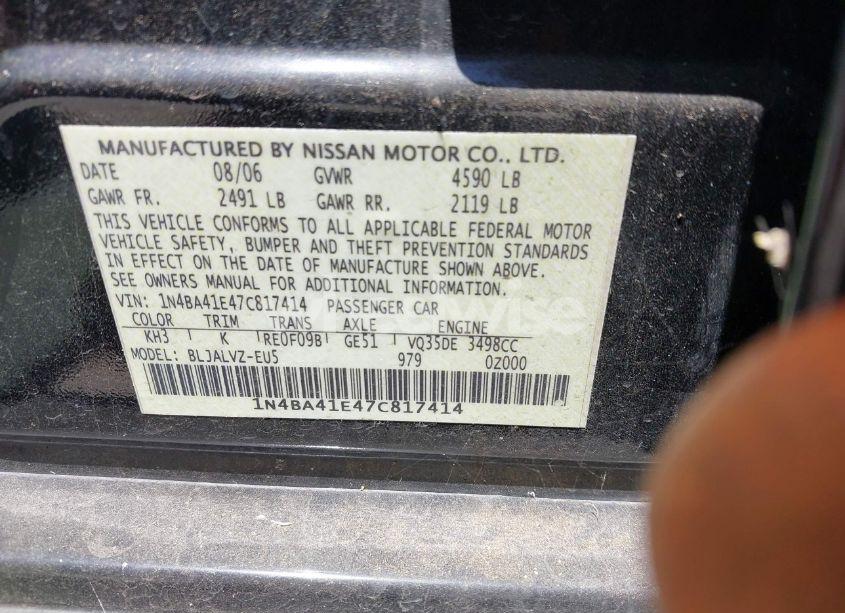 MANUFACTURED BY NISSAN MOTOR CO., LTD.
DATE 08/06 GVWR 4590 LB
GAWR FR. 2491 LB GAWR RR. 2119 LB
THIS VEHICLE CONFORMS TO ALL APPLICABLE FEDERAL MOTOR
VEHICLE SAFETY, BUMPER AND THEFT PREVENTION STANDARDS
IN EFFECT ON THE DATE OF MANUFACTURE SHOWN ABOVE.
SEE OWNERS MANUAL FOR ADDITIONAL INFORMATION.
VIN: 1N4BA41E47C817414 PASSENGER CAR
COLOR TRIM TRANS AXLE ENGINE
KH3 K RE0F09B GE51 VQ35DE 3498CC
MODEL: BLJALVZ-EU5 979 0Z000
1N4BA41E47C817414